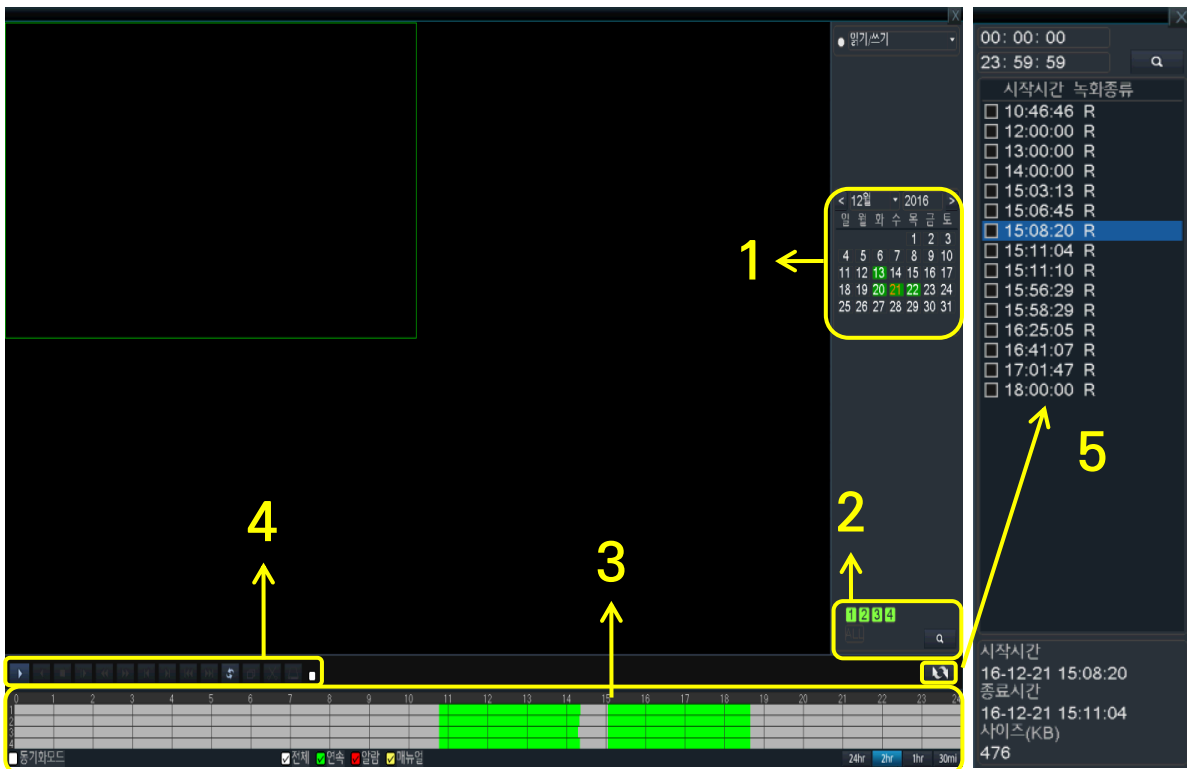 X
읽기/쓰기
< 12월 2016 >
일 월 화 수 목 금 토
1 2 3
4 5 6 7 8 9 10
11 12 13 14 15 16 17
18 19 20 21 22 23 24
25 26 27 28 29 30 31
1
2
3
4
1 2 3 4
0 1 2 3 4 5 6 7 8 9 10 11 12 13 14 15 16 17 18 19 20 21 22 23 24
1
2
3
4
동기화모드 전체 연속 알람 매뉴얼 24hr 2hr 1hr 30mi
X
00: 00: 00
23: 59: 59
시작시간 녹화종류
10:46:46 R
12:00:00 R
13:00:00 R
14:00:00 R
15:03:13 R
15:06:45 R
15:08:20 R
15:11:04 R
15:11:10 R
15:56:29 R
15:58:29 R
16:25:05 R
16:41:07 R
17:01:47 R
18:00:00 R
5
시작시간
16-12-21 15:08:20
종료시간
16-12-21 15:11:04
사이즈(KB)
476